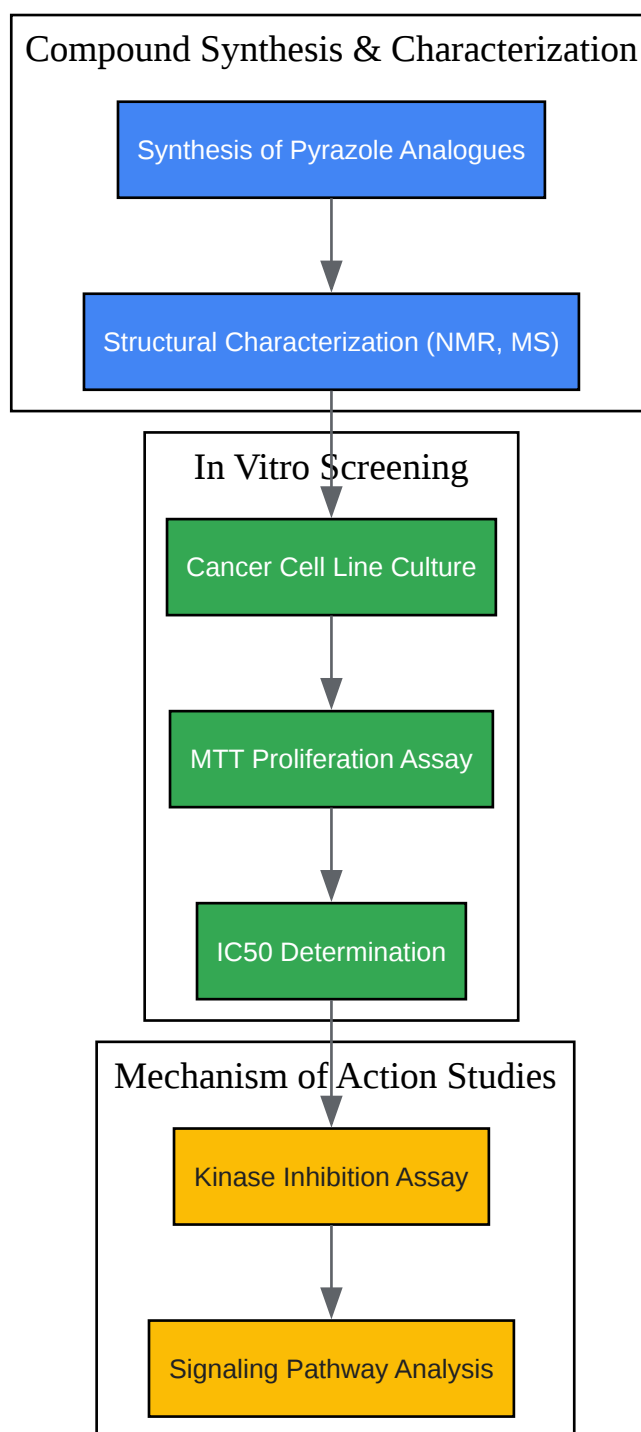 Compound Synthesis & Characterization
Synthesis of Pyrazole Analogues
Structural Characterization (NMR, MS)
In Vitro Screening
Cancer Cell Line Culture
MTT Proliferation Assay
IC50 Determination
Mechanism of Action Studies
Kinase Inhibition Assay
Signaling Pathway Analysis